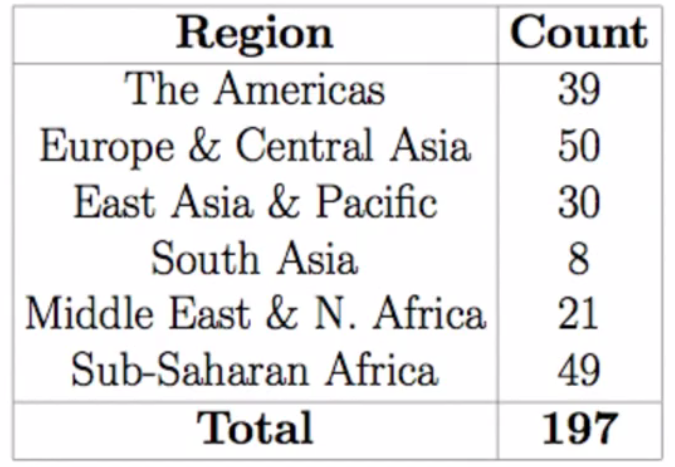 Region Count
The Americas 39
Europe & Central Asia 50
East Asia & Pacific 30
South Asia 8
Middle East & N. Africa 21
Sub-Saharan Africa 49
Total 197